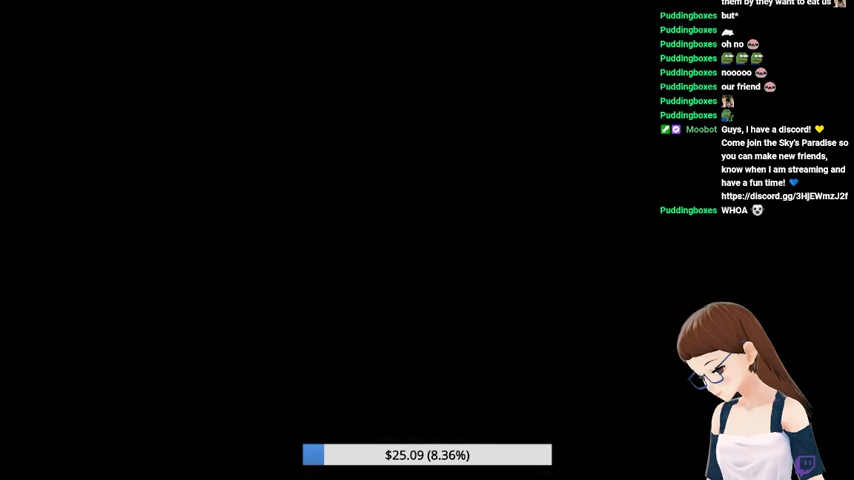 them by they want to eat us
Puddingboxes but*
Puddingboxes
Puddingboxes oh no
Puddingboxes
Puddingboxes nooooo
Puddingboxes our friend
Puddingboxes
Puddingboxes
Moobot Guys, I have a discord!
Come join the Sky's Paradise so
you can make new friends,
know when I am streaming and
have a fun time!
https://discord.gg/3HjEWmzJ2f
Puddingboxes WHOA
$25.09 (8.36%)